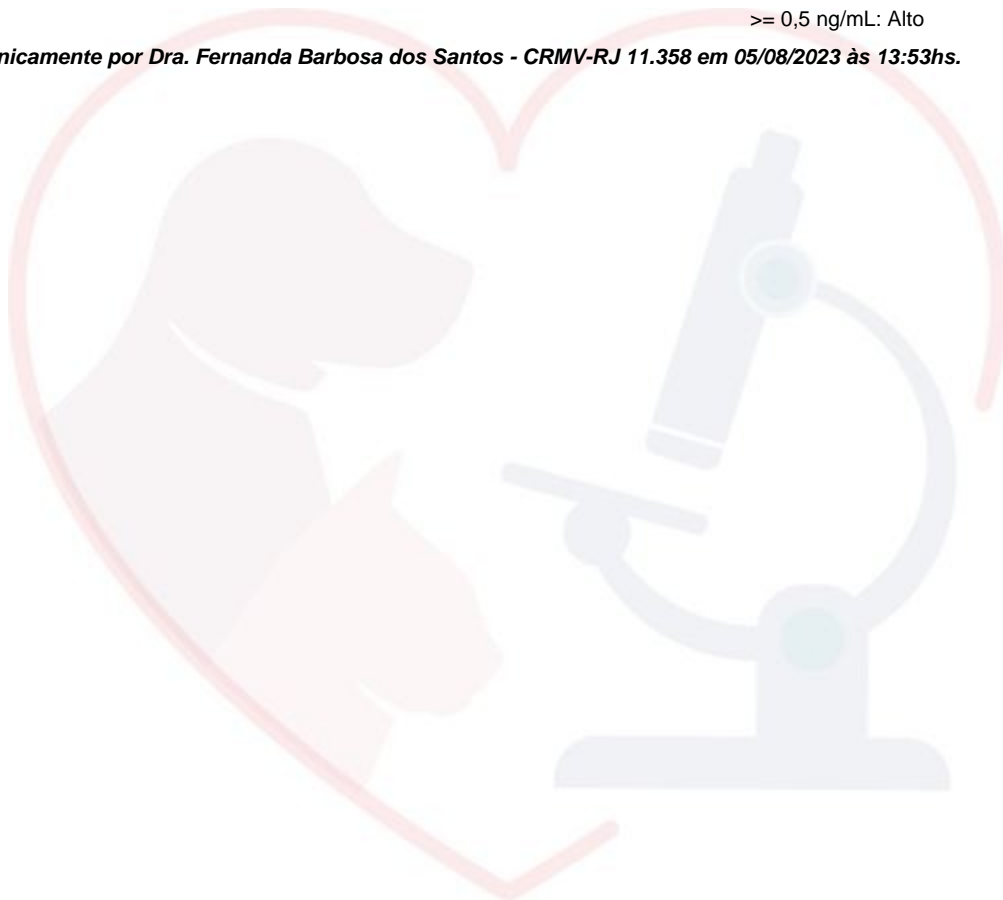 >= 0,5 ng/mL: Alto
nicamente por Dra. Fernanda Barbosa dos Santos - CRMV-RJ 11.358 em 05/08/2023 às 13:53hs.